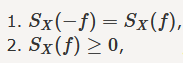 1. S_X(−f) = S_X(f),
2. S_X(f) ≥ 0,